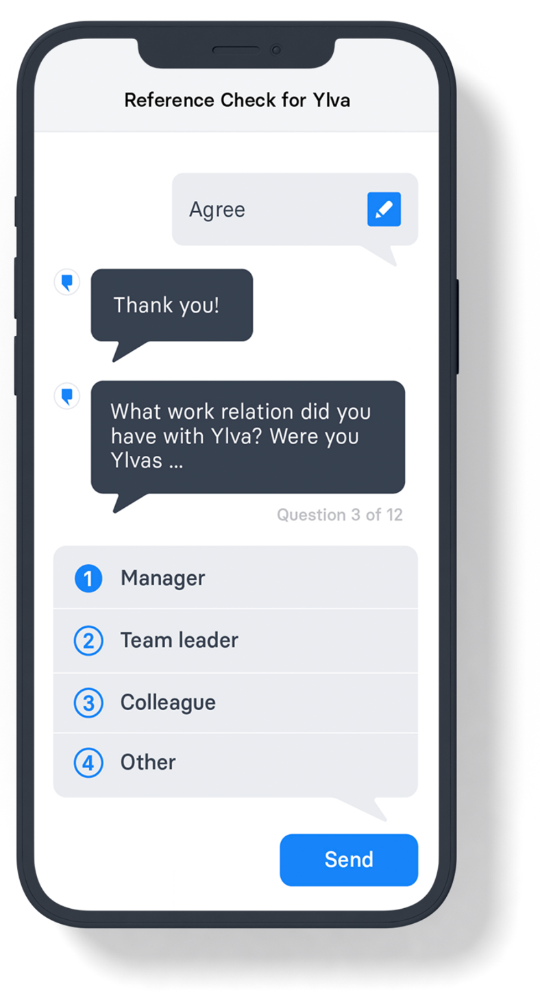 Reference Check for Ylva
Agree
Thank you!
What work relation did you
have with Ylva? Were you
Ylvas ...
Question 3 of 12
1 Manager
2 Team leader
3 Colleague
4 Other
Send